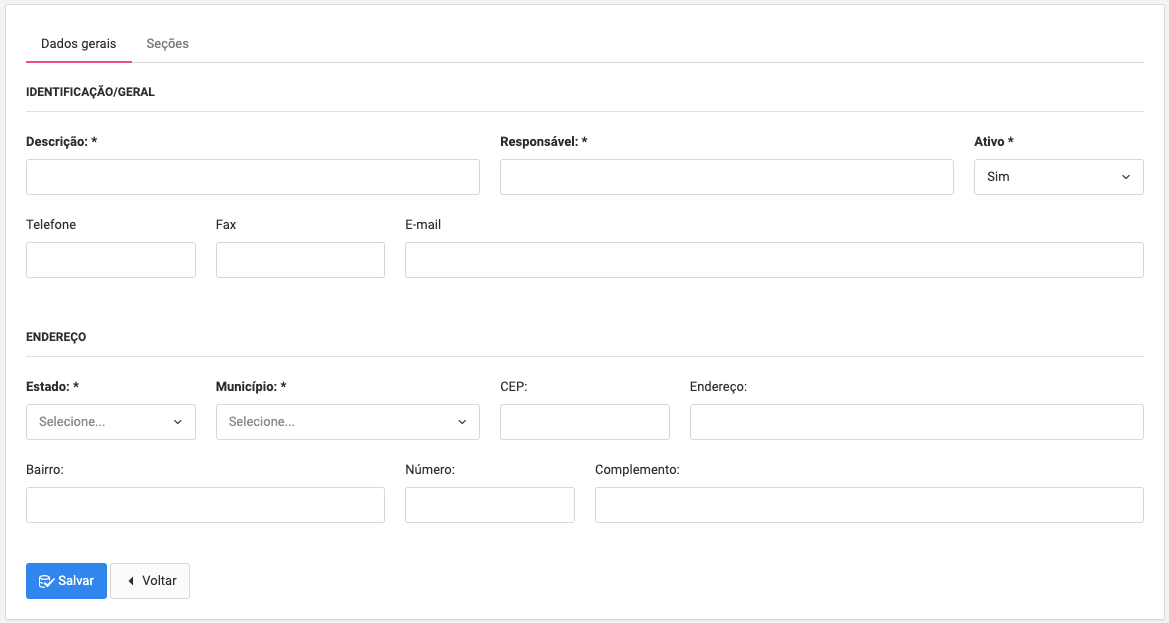 Dados gerais Seções
IDENTIFICAÇÃO/GERAL
Descrição: * Responsável: * Ativo *
Sim
Telefone Fax E-mail
ENDEREÇO
Estado: * Município: * CEP: Endereço:
Selecione... Selecione...
Bairro: Número: Complemento:
Salvar Voltar